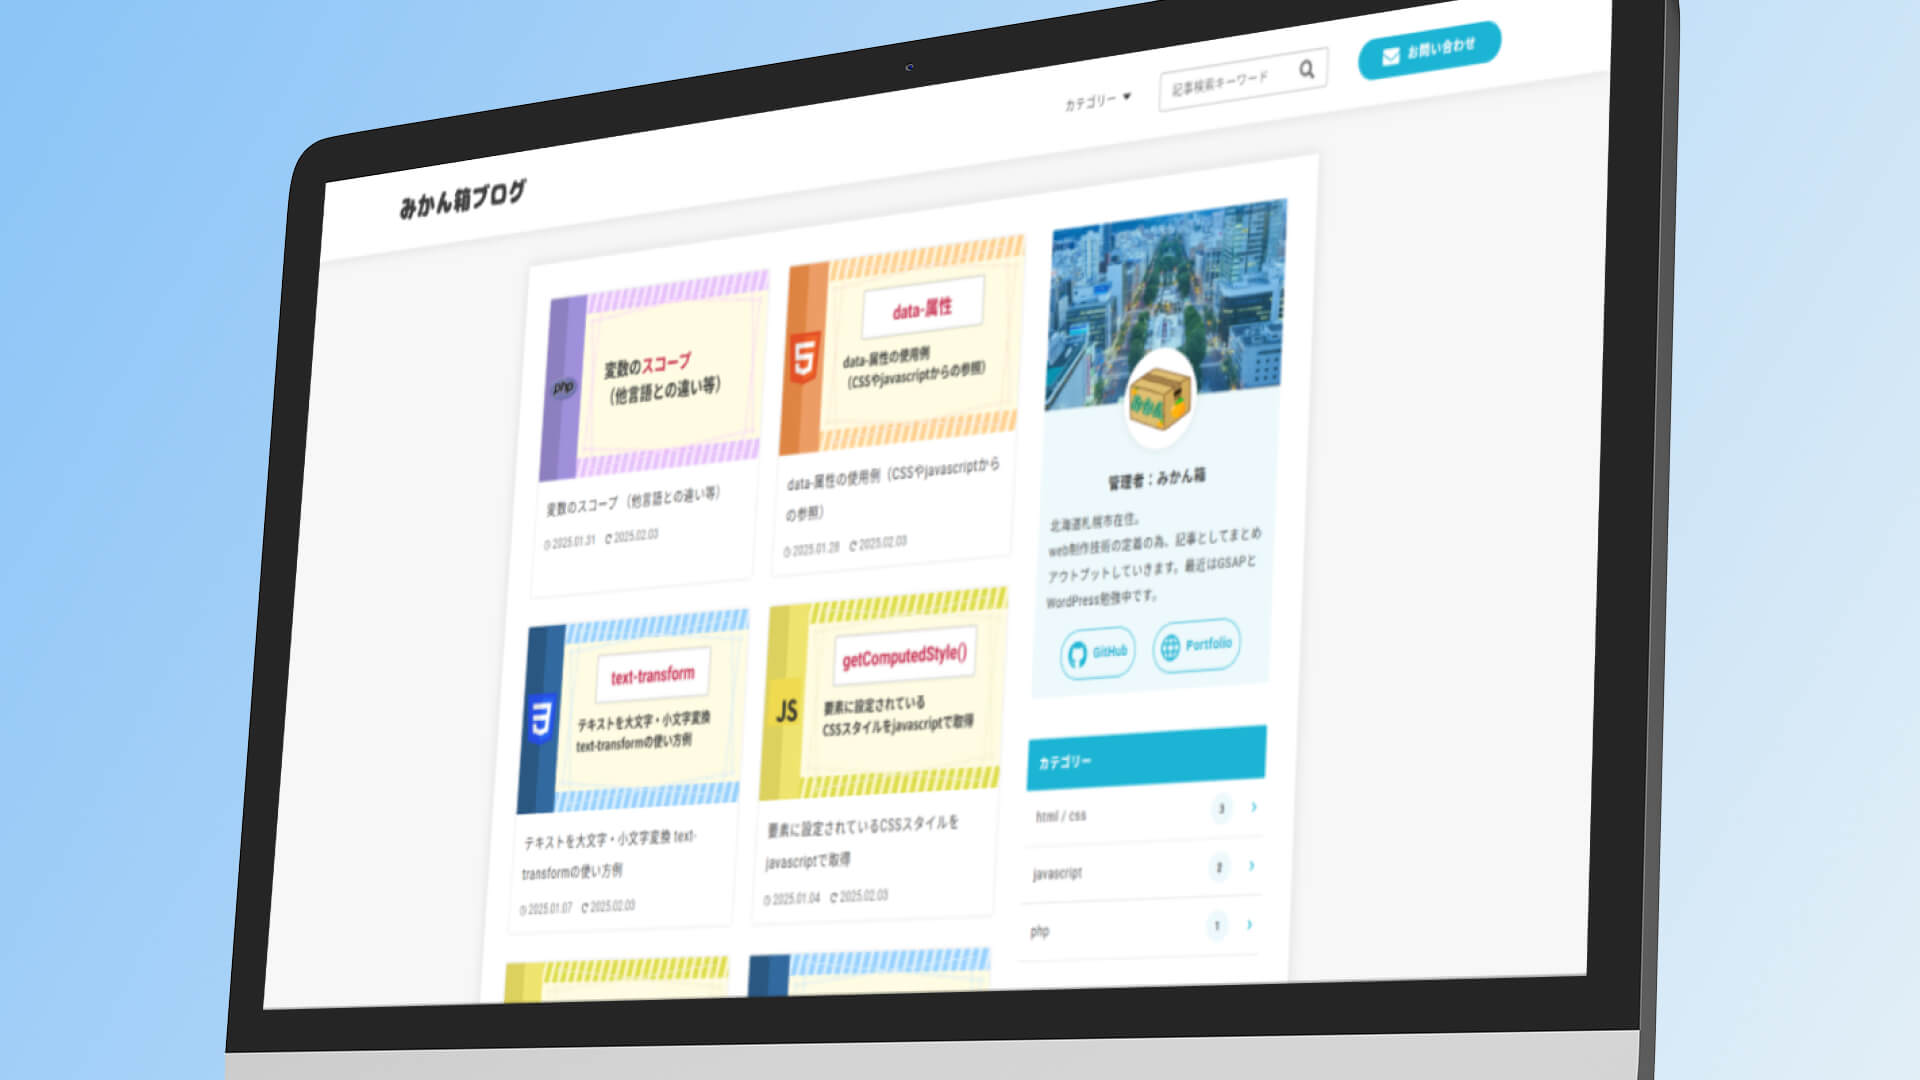 カテゴリー
記事検索キーワード
お問い合わせ
みかん箱ブログ
php
変数のスコープ
（他言語との違い等）
変数のスコープ（他言語との違い等）
2025.01.31 2025.02.03
5
data-属性
data-属性の使用例
（CSSやjavascriptからの参照）
data-属性の使用例（CSSやjavascriptから
の参照）
2025.01.28 2025.02.03
みかん
管理者：みかん箱
北海道札幌市在住。
web制作技術の定着の為、記事としてまとめ
アウトプットしていきます。最近はGSAPと
WordPress勉強中です。
GitHub
Portfolio
3
text-transform
テキストを大文字・小文字変換
text-transformの使い方例
テキストを大文字・小文字変換 text-
transformの使い方例
2025.01.07 2025.02.03
JS
getComputedStyle()
要素に設定されている
CSSスタイルをjavascriptで取得
要素に設定されているCSSスタイルを
javascriptで取得
2025.01.04 2025.02.03
カテゴリー
html / css 3
javascript 2
php 1